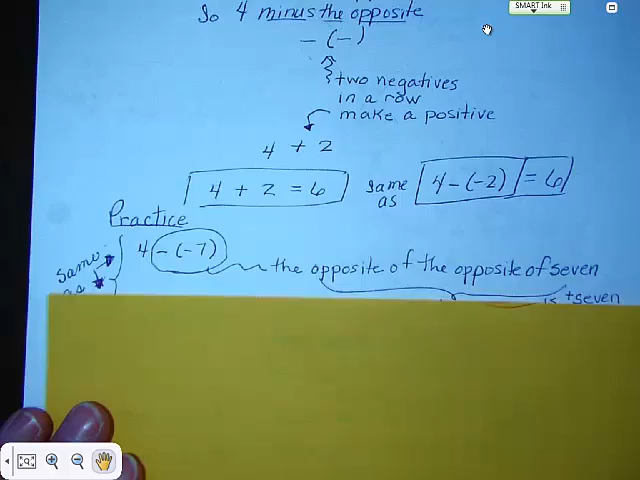 SMART Ink
So 4 minus the opposite
- (-)
two negatives
in a row
make a positive
4 + 2
4 + 2 = 6 same as 4 - (-2) = 6
Practice
same as 4 - (-7) the opposite of the opposite of seven
is +seven